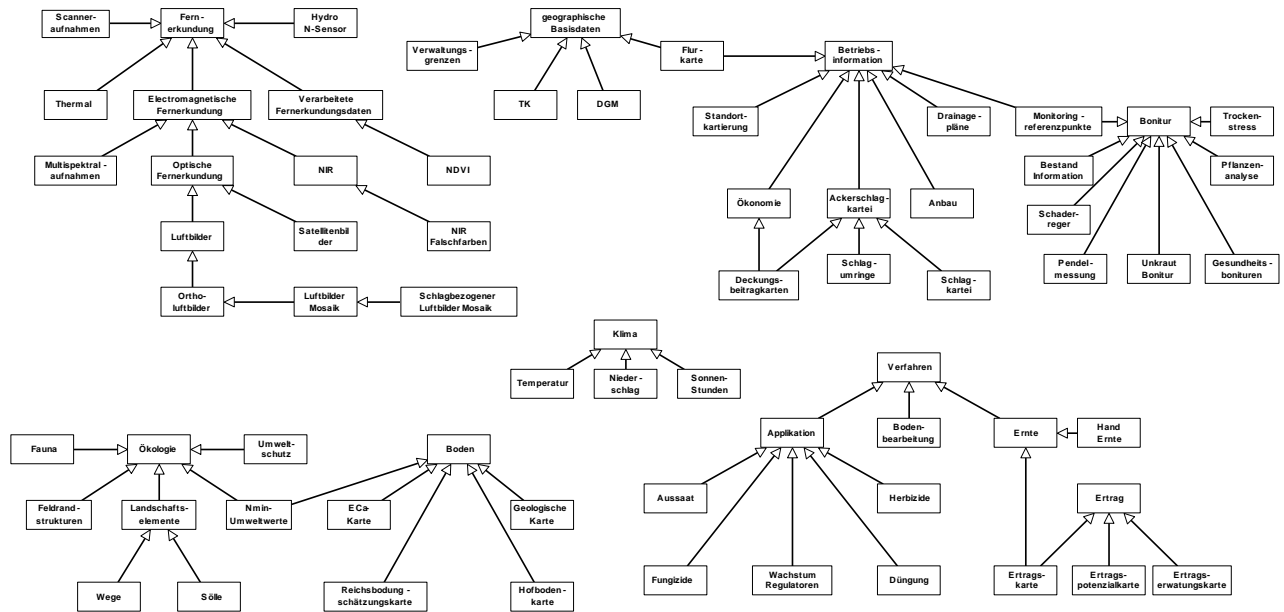 Scanner-
aufnahmen
Fern-
erkundung
Hydro
N-Sensor
Thermal
Electromagnetische
Fernerkundung
Verarbeitete
Fernerkundungsdaten
Multispektral-
aufnahmen
Optische
Fernerkundung
NIR
NDVI
Luftbilder
Satellitenbil
der
NIR
Falschfarben
Ortho-
luftbilder
Luftbilder
Mosaik
Schlagbezogener
Luftbilder Mosaik
geographische
Basisdaten
Verwaltungs-
grenzen
Flur-
karte
TK
DGM
Betriebs-
information
Standort-
kartierung
Drainage-
pläne
Monitoring-
referenzpunkte
Bonitur
Trocken-
stress
Bestand
Information
Pflanzen-
analyse
Ökonomie
Ackerschlag-
kartei
Anbau
Schader-
reger
Deckungs-
beitragkarten
Schlag-
umringe
Schlag-
kartei
Pendel-
messung
Unkraut
Bonitur
Gesundheits-
bonituren
Klima
Temperatur
Nieder-
schlag
Sonnen-
Stunden
Verfahren
Applikation
Boden-
bearbeitung
Ernte
Hand
Ernte
Aussaat
Herbizide
Ertrag
Fungizide
Wachstum
Regulatoren
Düngung
Ertrags-
karte
Ertrags-
potenzialkarte
Ertrags-
erwatungskarte
Fauna
Ökologie
Umwelt-
schutz
Boden
Feldrand-
strukturen
Landschafts-
elemente
Nmin-
Umweltwerte
ECa-
Karte
Geologische
Karte
Wege
Sölle
Reichsbodung-
schätzungskarte
Hofboden-
karte